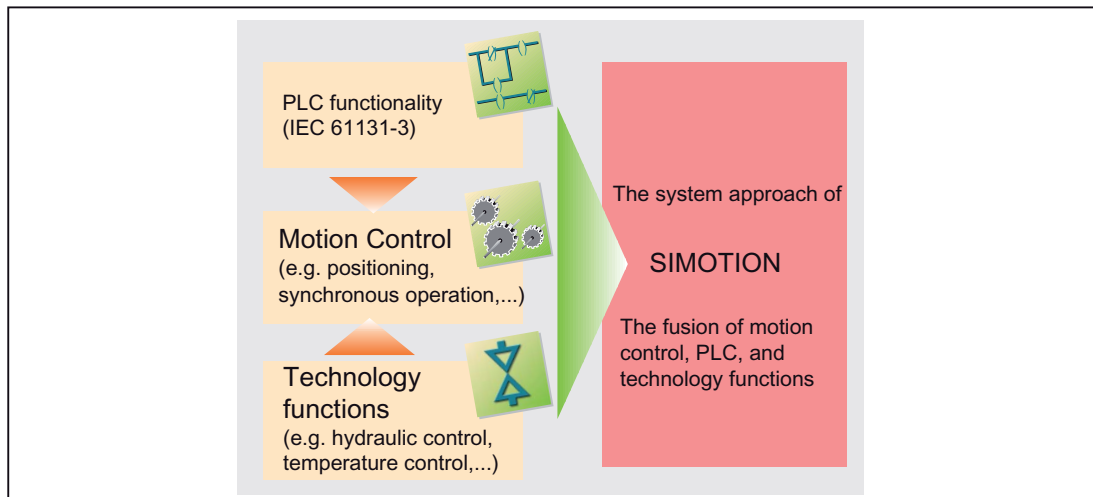 PLC functionality
(IEC 61131-3)
Motion Control
(e.g. positioning,
synchronous operation,...)
Technology
functions
(e.g. hydraulic control,
temperature control,...)
The system approach of
SIMOTION
The fusion of motion
control, PLC, and
technology functions